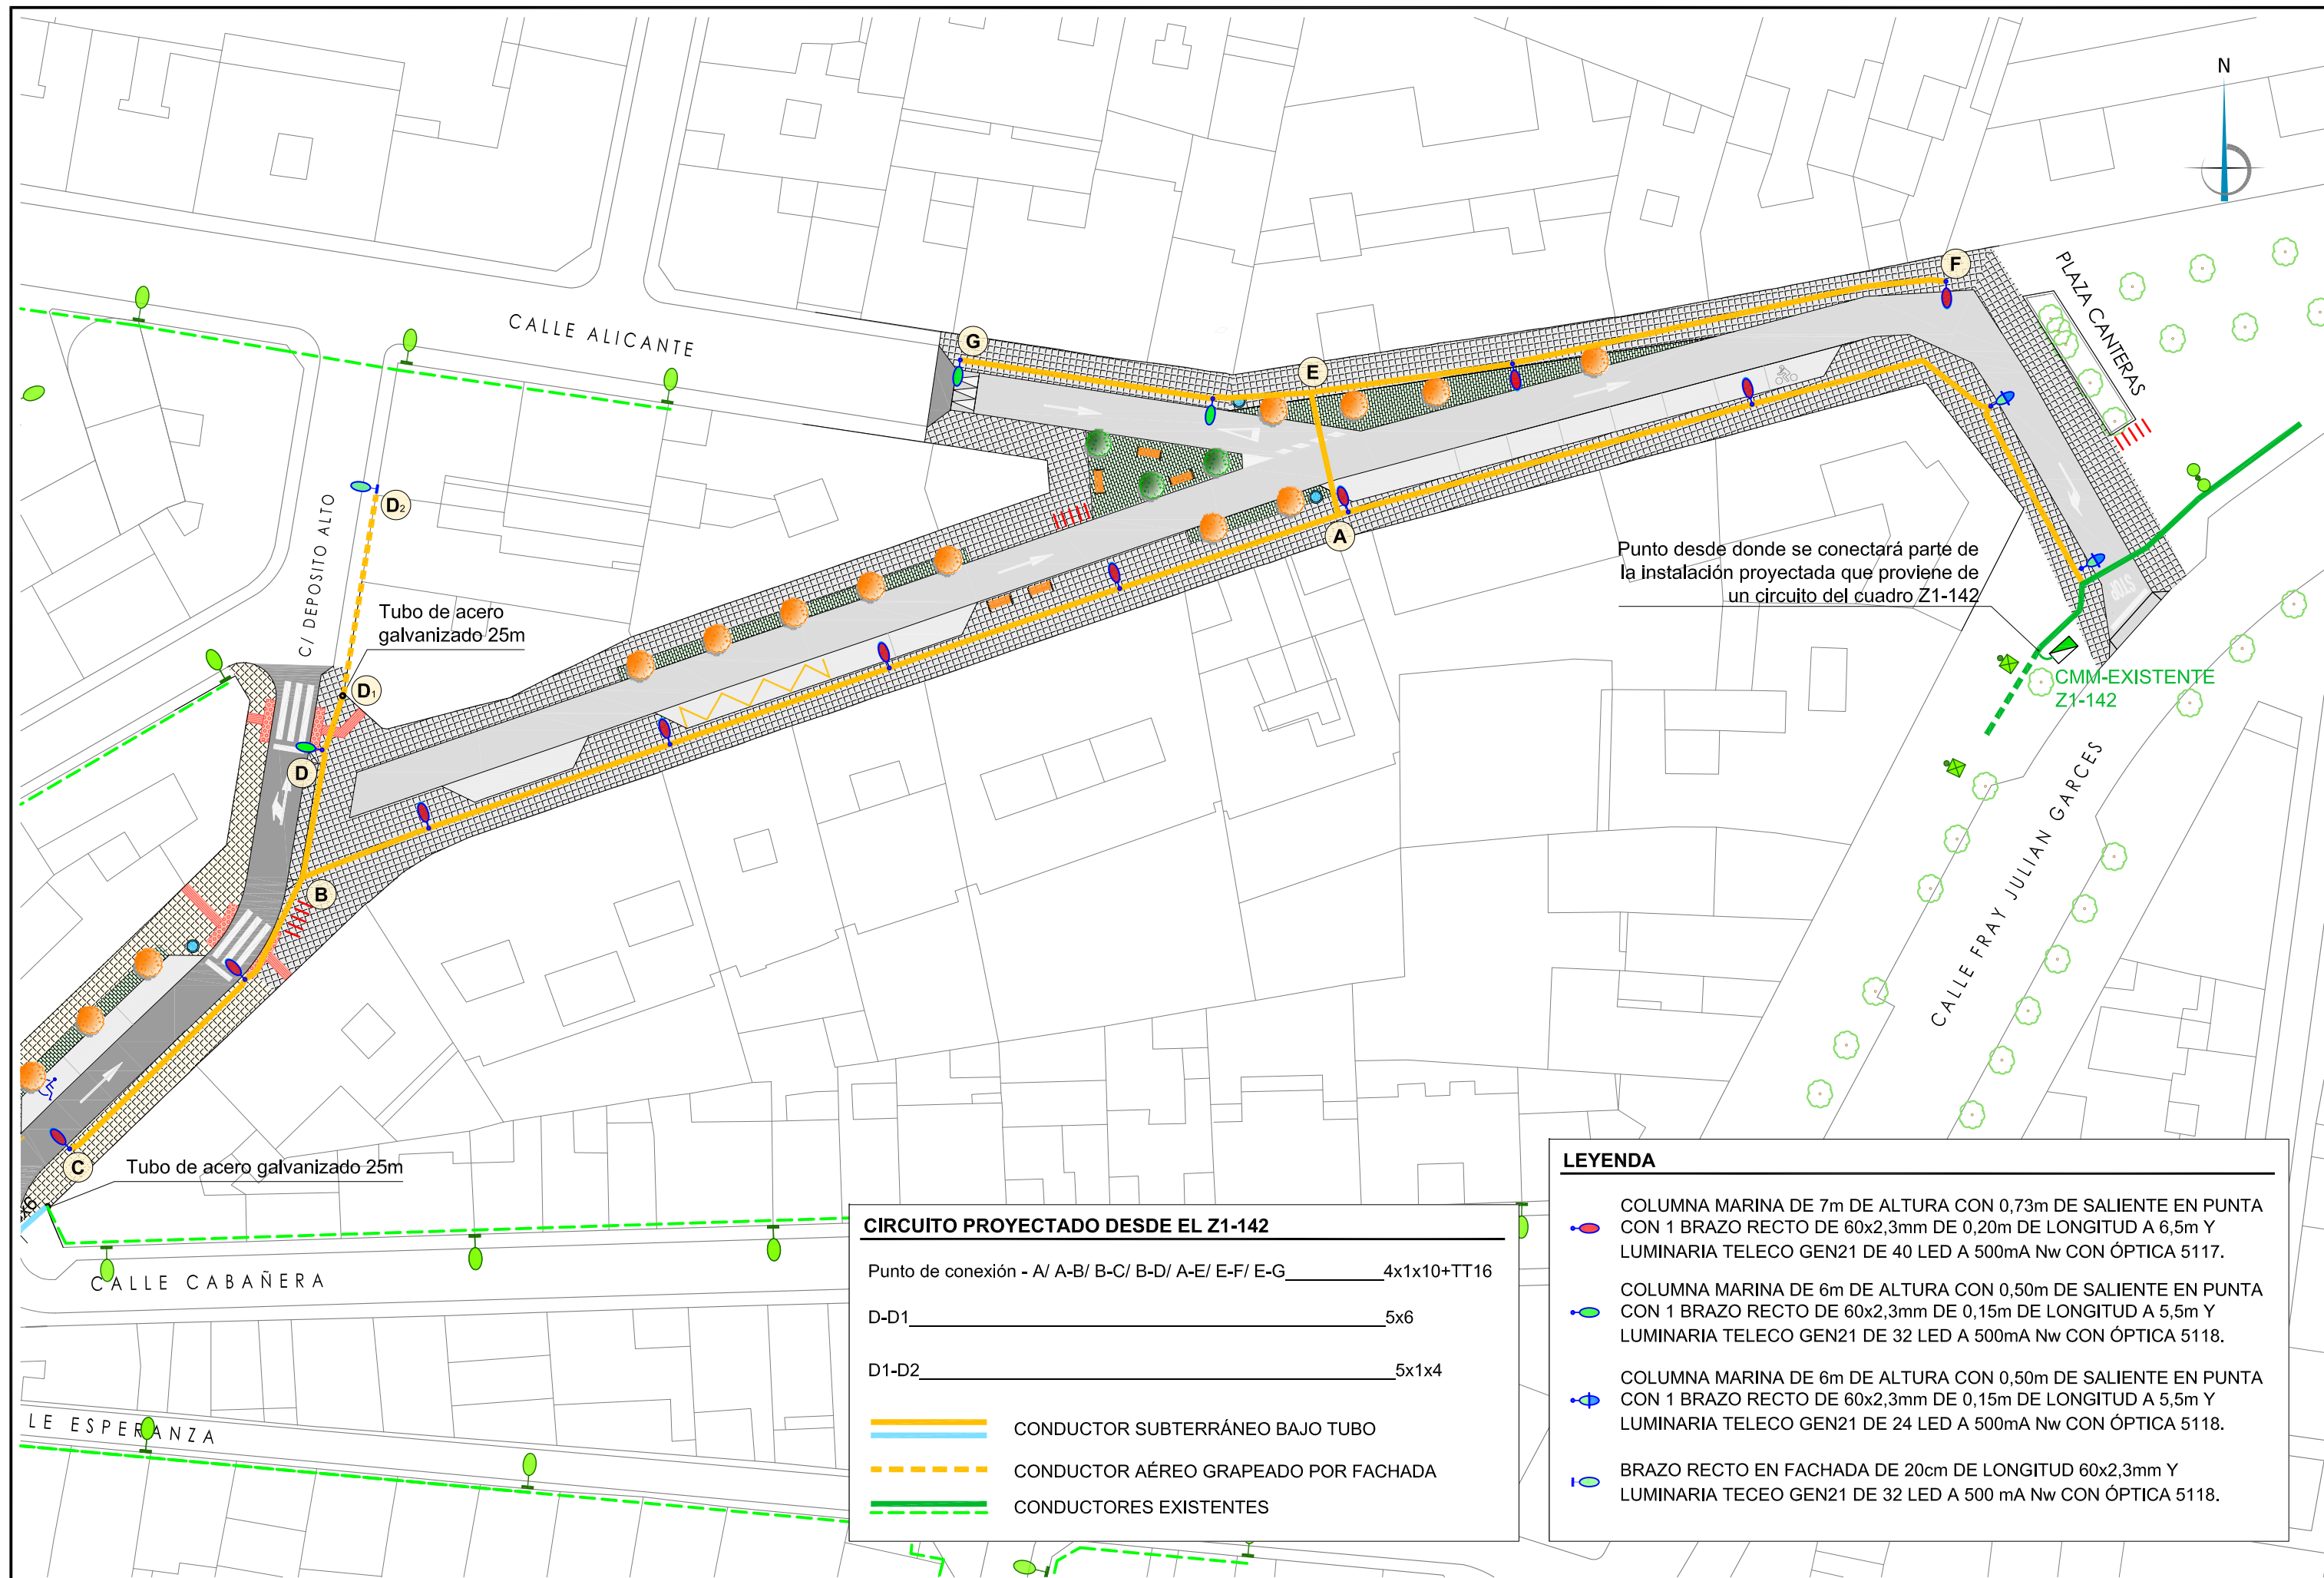 N
PLAZA CANTERAS
F
CALLE ALICANTE
G
E
D2
C/ DEPOSITO ALTO
A
Punto desde donde se conectará parte de
la instalación proyectada que proviene de
un circuito del cuadro Z1-142
Tubo de acero
galvanizado 25m
STOP
D1
CMM-EXISTENTE
Z1-142
D
B
CALLE FRAY JULIAN GARCES
C
Tubo de acero galvanizado 25m
CALLE CABAÑERA
LE ESPERANZA
CIRCUITO PROYECTADO DESDE EL Z1-142
Punto de conexión - A/ A-B/ B-C/ B-D/ A-E/ E-F/ E-G 4x1x10+TT16
D-D1 5x6
D1-D2 5x1x4
CONDUCTOR SUBTERRÁNEO BAJO TUBO
CONDUCTOR AÉREO GRAPEADO POR FACHADA
CONDUCTORES EXISTENTES
LEYENDA
COLUMNA MARINA DE 7m DE ALTURA CON 0,73m DE SALIENTE EN PUNTA
CON 1 BRAZO RECTO DE 60x2,3mm DE 0,20m DE LONGITUD A 6,5m Y
LUMINARIA TELECO GEN21 DE 40 LED A 500mA Nw CON ÓPTICA 5117.
COLUMNA MARINA DE 6m DE ALTURA CON 0,50m DE SALIENTE EN PUNTA
CON 1 BRAZO RECTO DE 60x2,3mm DE 0,15m DE LONGITUD A 5,5m Y
LUMINARIA TELECO GEN21 DE 32 LED A 500mA Nw CON ÓPTICA 5118.
COLUMNA MARINA DE 6m DE ALTURA CON 0,50m DE SALIENTE EN PUNTA
CON 1 BRAZO RECTO DE 60x2,3mm DE 0,15m DE LONGITUD A 5,5m Y
LUMINARIA TELECO GEN21 DE 24 LED A 500mA Nw CON ÓPTICA 5118.
BRAZO RECTO EN FACHADA DE 20cm DE LONGITUD 60x2,3mm Y
LUMINARIA TECEO GEN21 DE 32 LED A 500 mA Nw CON ÓPTICA 5118.